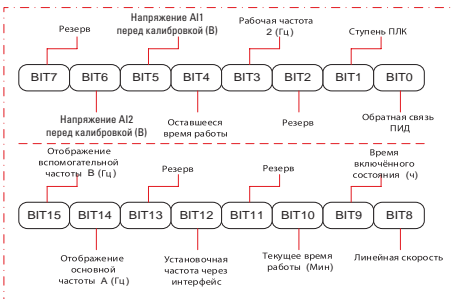 Резерв
Напряжение AI1
перед калибровкой (В)
Рабочая частота
2 (Гц)
Ступень ПЛК
BIT7 BIT6 BIT5 BIT4 BIT3 BIT2 BIT1 BIT0
Напряжение AI2
перед калибровкой (В)
Оставшееся
время работы
Резерв
Обратная связь
ПИД
Отображение
вспомогательной
частоты B (Гц)
Резерв
Резерв
Время
включённого
состояния (ч)
BIT15 BIT14 BIT13 BIT12 BIT11 BIT10 BIT9 BIT8
Отображение
основной
частоты A (Гц)
Установочная
частота через
интерфейс
Текущее время
работы (Мин)
Линейная скорость